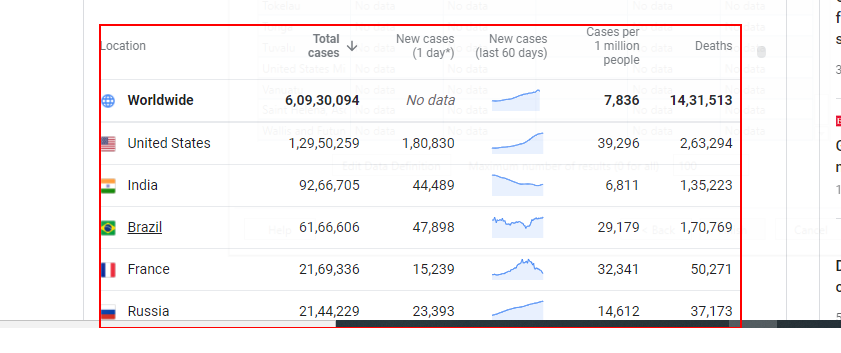 Location Total cases New cases (1 day*) New cases (last 60 days) Cases per 1 million people Deaths
Worldwide 6,09,30,094 No data 7,836 14,31,513
United States 1,29,50,259 1,80,830 39,296 2,63,294
India 92,66,705 44,489 6,811 1,35,223
Brazil 61,66,606 47,898 29,179 1,70,769
France 21,69,336 15,239 32,341 50,271
Russia 21,44,229 23,393 14,612 37,173